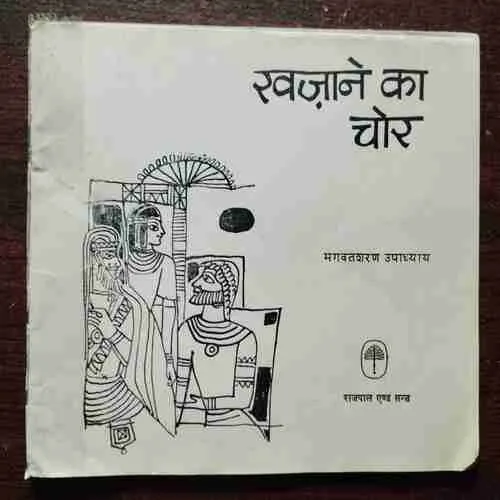 खज़ाने का
चोर
भगवतशरण उपाध्याय
राजपाल एण्ड सन्ज़